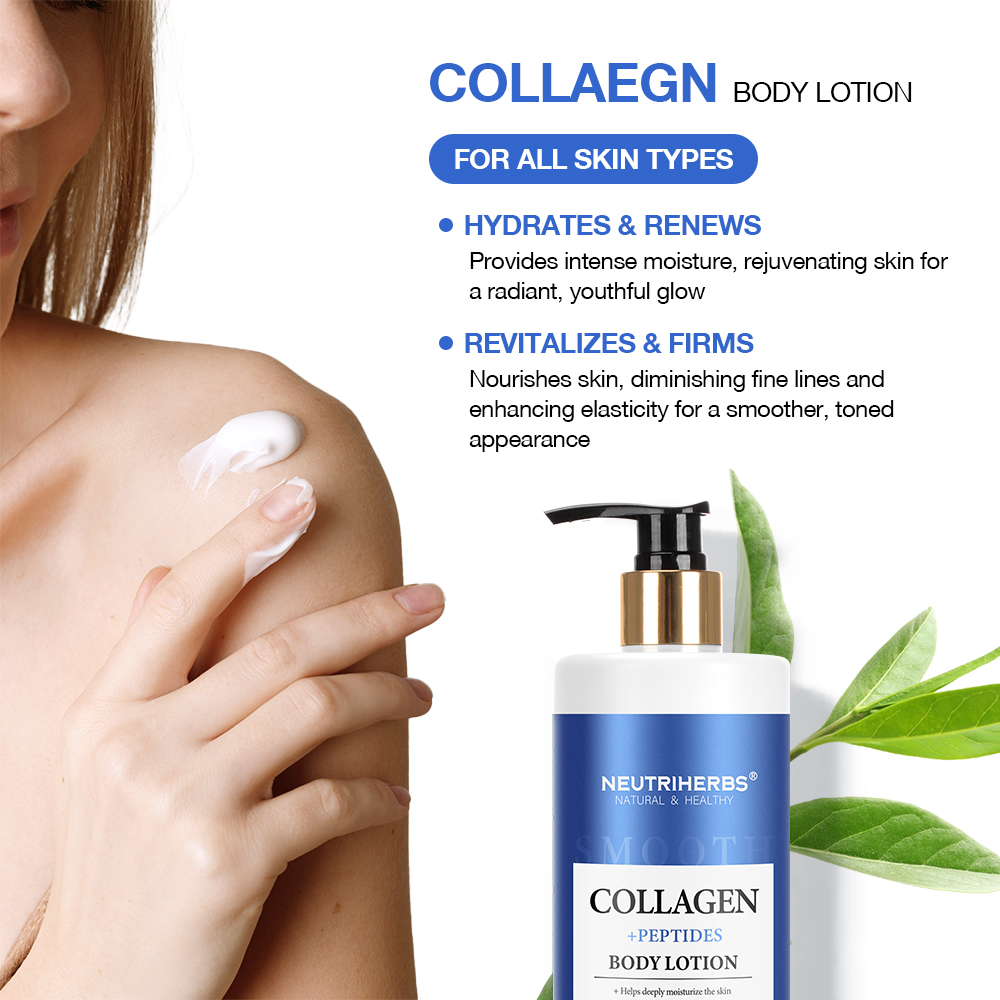 COLLAEGN BODY LOTION
FOR ALL SKIN TYPES
HYDRATES & RENEWS
Provides intense moisture, rejuvenating skin for
a radiant, youthful glow
REVITALIZES & FIRMS
Nourishes skin, diminishing fine lines and
enhancing elasticity for a smoother, toned
appearance
NEUTRIHERBS®
NATURAL & HEALTHY
SMOOTH
COLLAGEN
+PEPTIDES
BODY LOTION
+ Helps deeply moisturize the skin